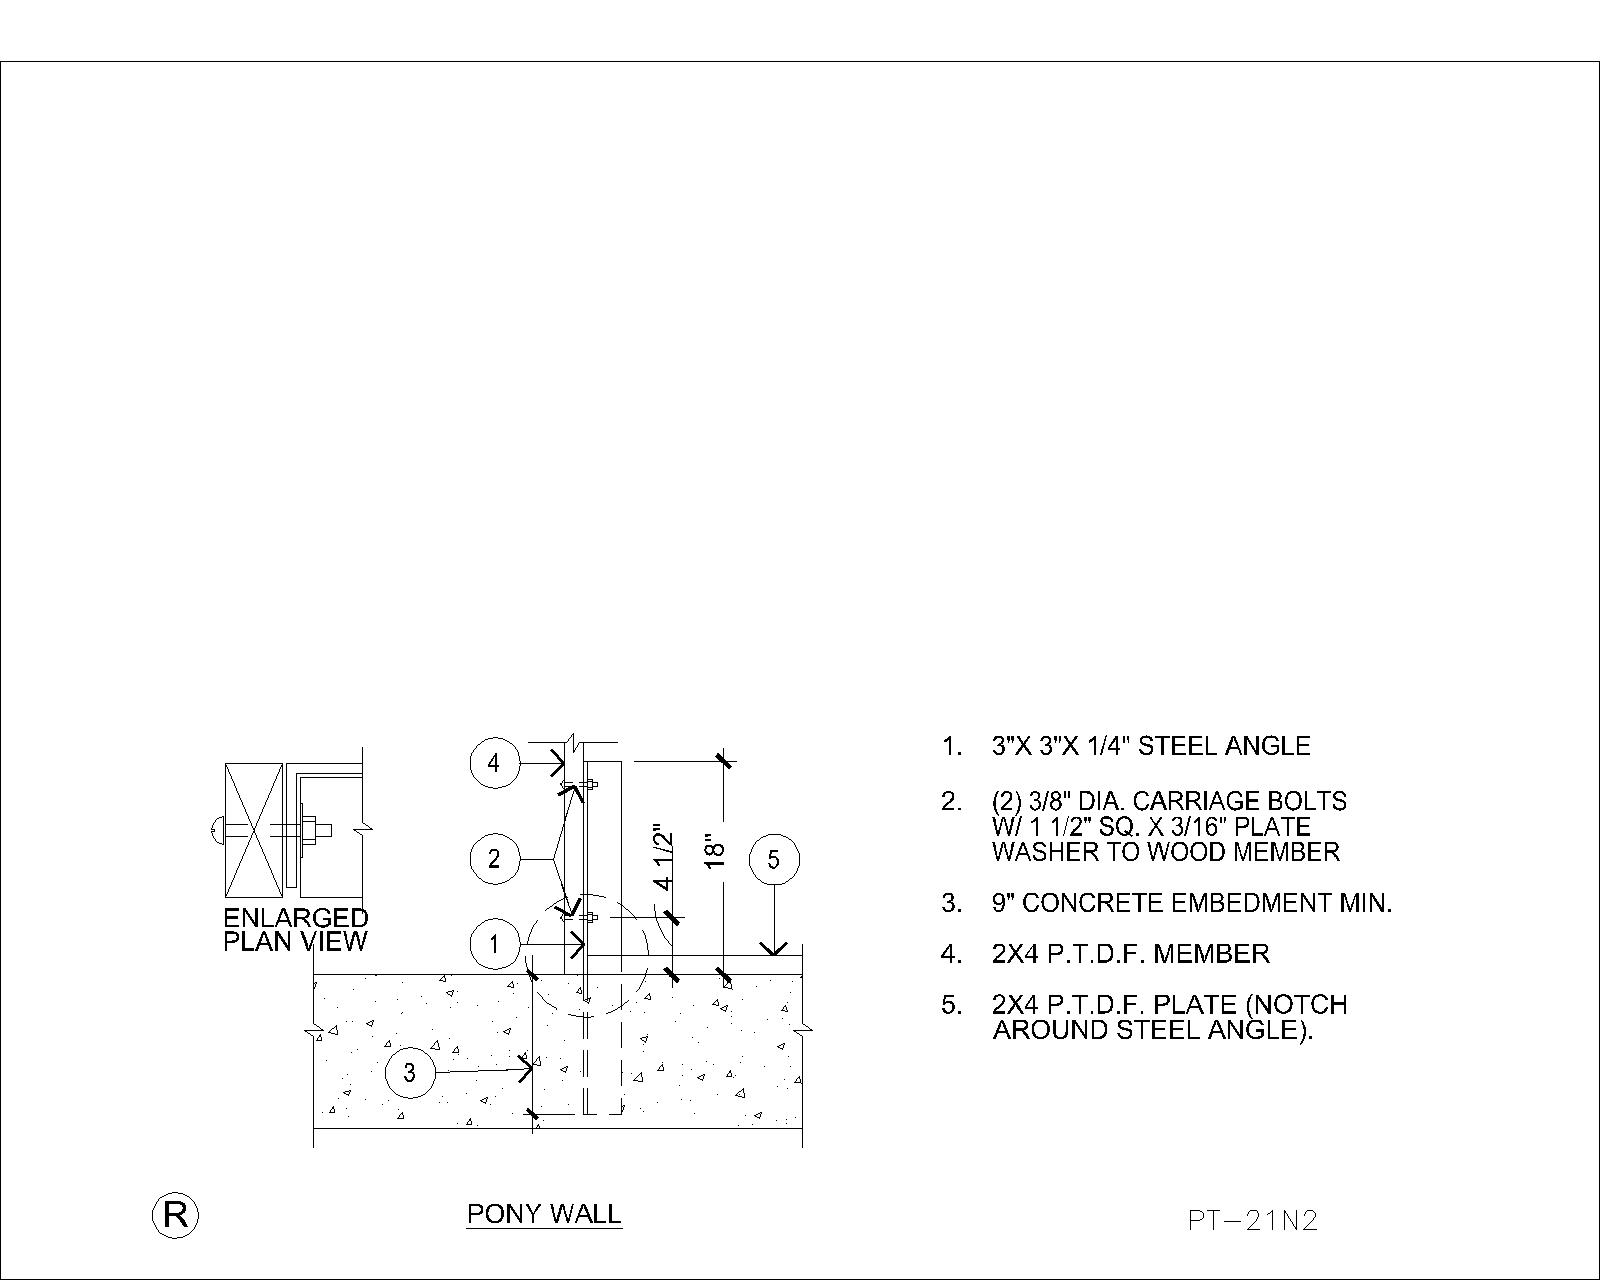 ENLARGED
PLAN VIEW
4
2
1
3
4 1/2"
18"
5
1. 3"X 3"X 1/4" STEEL ANGLE
2. (2) 3/8" DIA. CARRIAGE BOLTS
W/ 1 1/2" SQ. X 3/16" PLATE
WASHER TO WOOD MEMBER
3. 9" CONCRETE EMBEDMENT MIN.
4. 2X4 P.T.D.F. MEMBER
5. 2X4 P.T.D.F. PLATE (NOTCH
AROUND STEEL ANGLE).
R
PONY WALL
PT-21N2